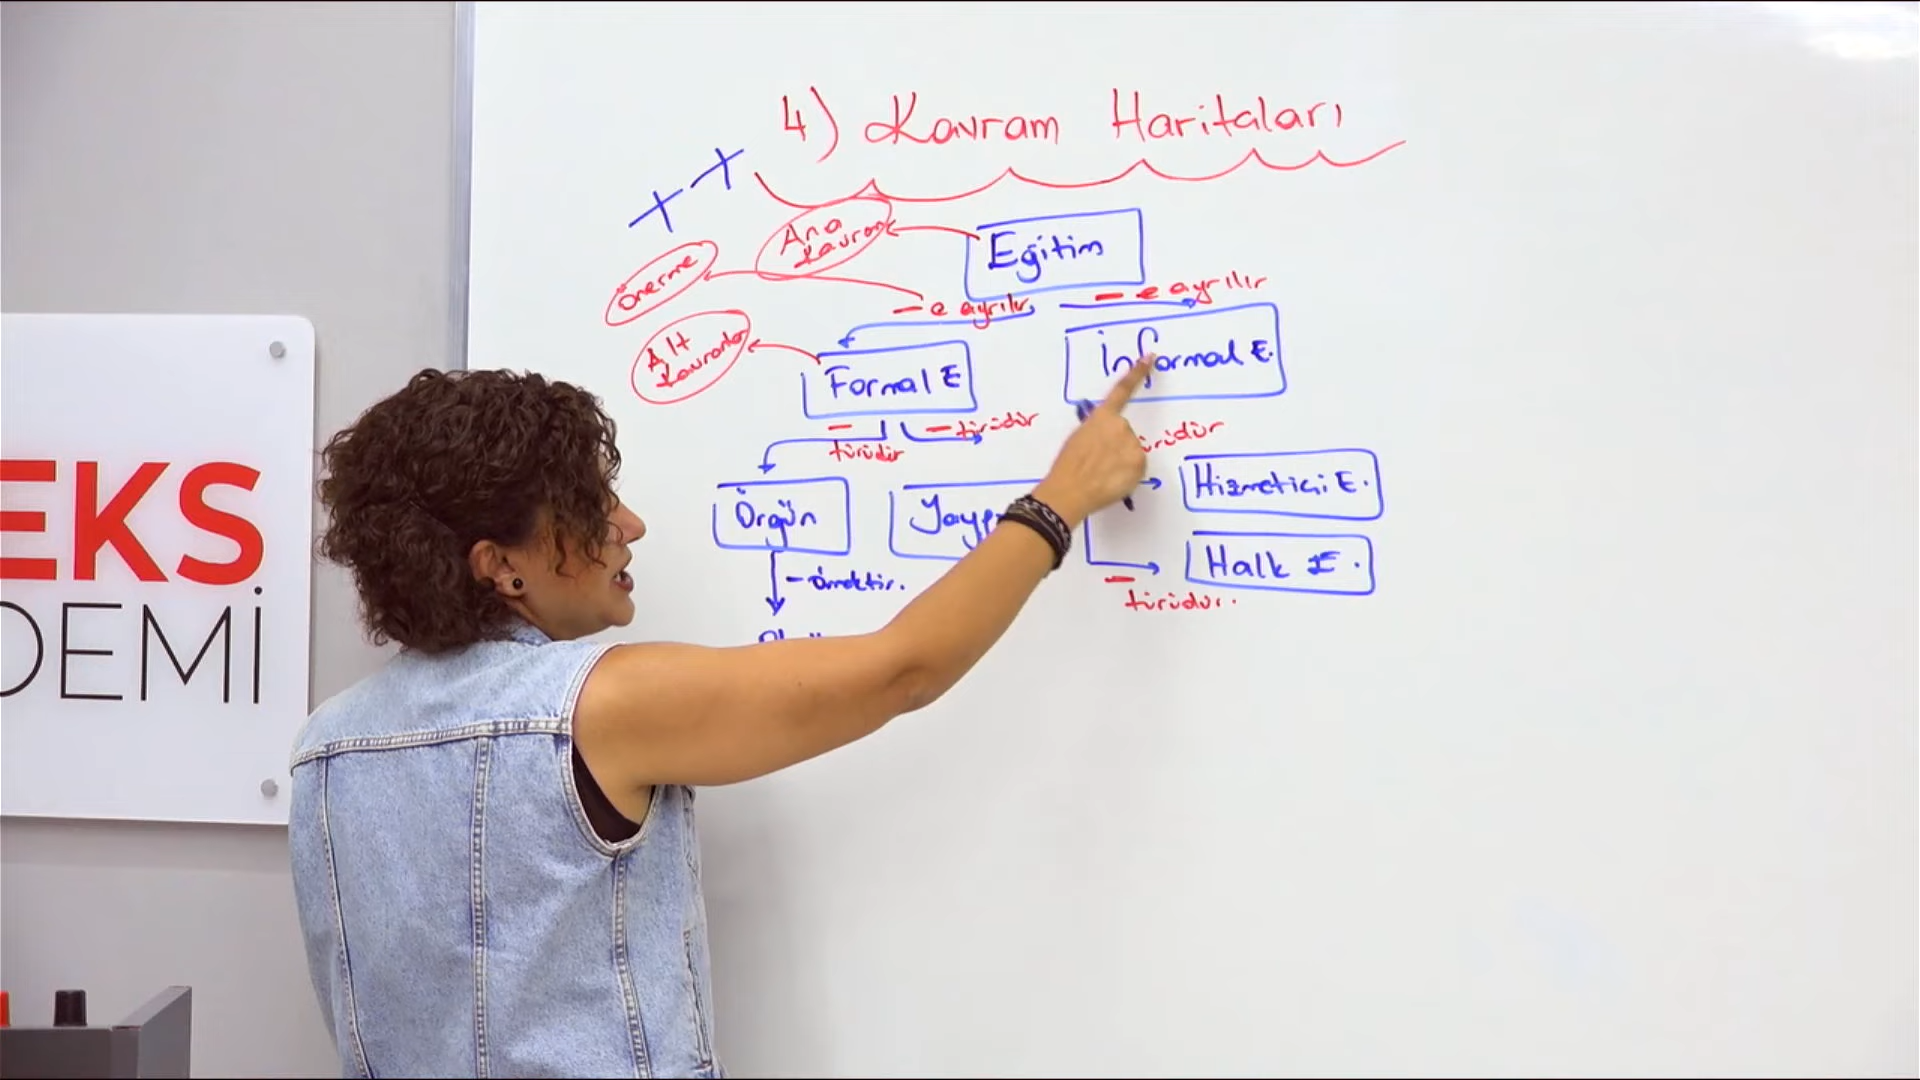 4) Kavram Haritaları
Ana
Kavram
Eğitim
Önerme
– e ayrılır
– e ayrılır
Alt
Kavramlar
Formal E
İnformal E.
– türüdür
– türüdür
türüdür
Örgün
Hizmetiçi E.
– örnektir.
Halk E.
– türüdür.
EKS
DEMİ